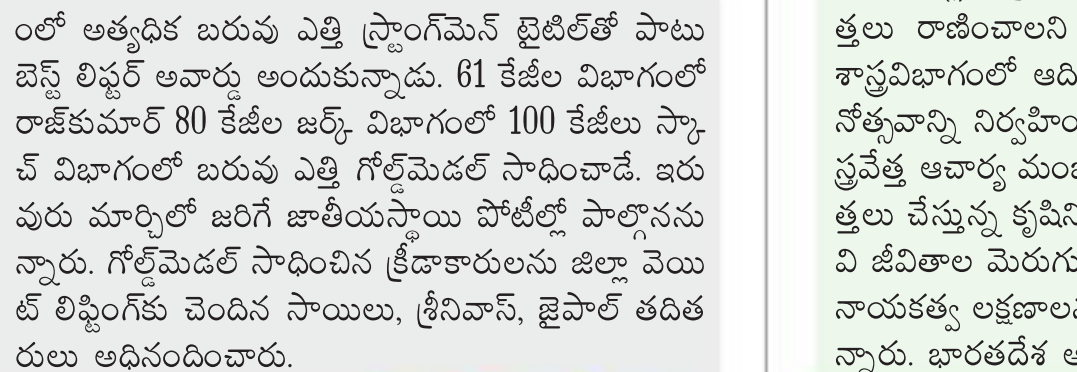 ంలో అత్యధిక బరువు ఎత్తి స్ట్రాంగ్‌మెన్ టైటిల్‌తో పాటు
బెస్ట్ లిఫ్టర్ అవార్డు అందుకున్నాడు. 61 కేజీల విభాగంలో
రాజ్‌కుమార్ 80 కేజీల జర్క్ విభాగంలో 100 కేజీలు స్నా
చ్ విభాగంలో బరువు ఎత్తి గోల్డ్‌మెడల్ సాధించాడే. ఇరు
వురు మార్చిలో జరిగే జాతీయస్థాయి పోటీల్లో పాల్గొనను
న్నారు. గోల్డ్‌మెడల్ సాధించిన క్రీడాకారులను జిల్లా వెయి
ట్ లిఫ్టింగ్‌కు చెందిన సాయిలు, శ్రీనివాస్, జైపాల్ తదిత
రులు అధినందించారు.
త్తలు రాణించాలని
శాస్త్రవిభాగంలో ఆది
నోత్సవాన్ని నిర్వహిం
స్త్రవేత్త ఆచార్య
త్తలు చేస్తున్న కృషిని
వి జీవితాల మెరుగు
నాయకత్వ లక్షణాల
న్నారు. భారతదేశ